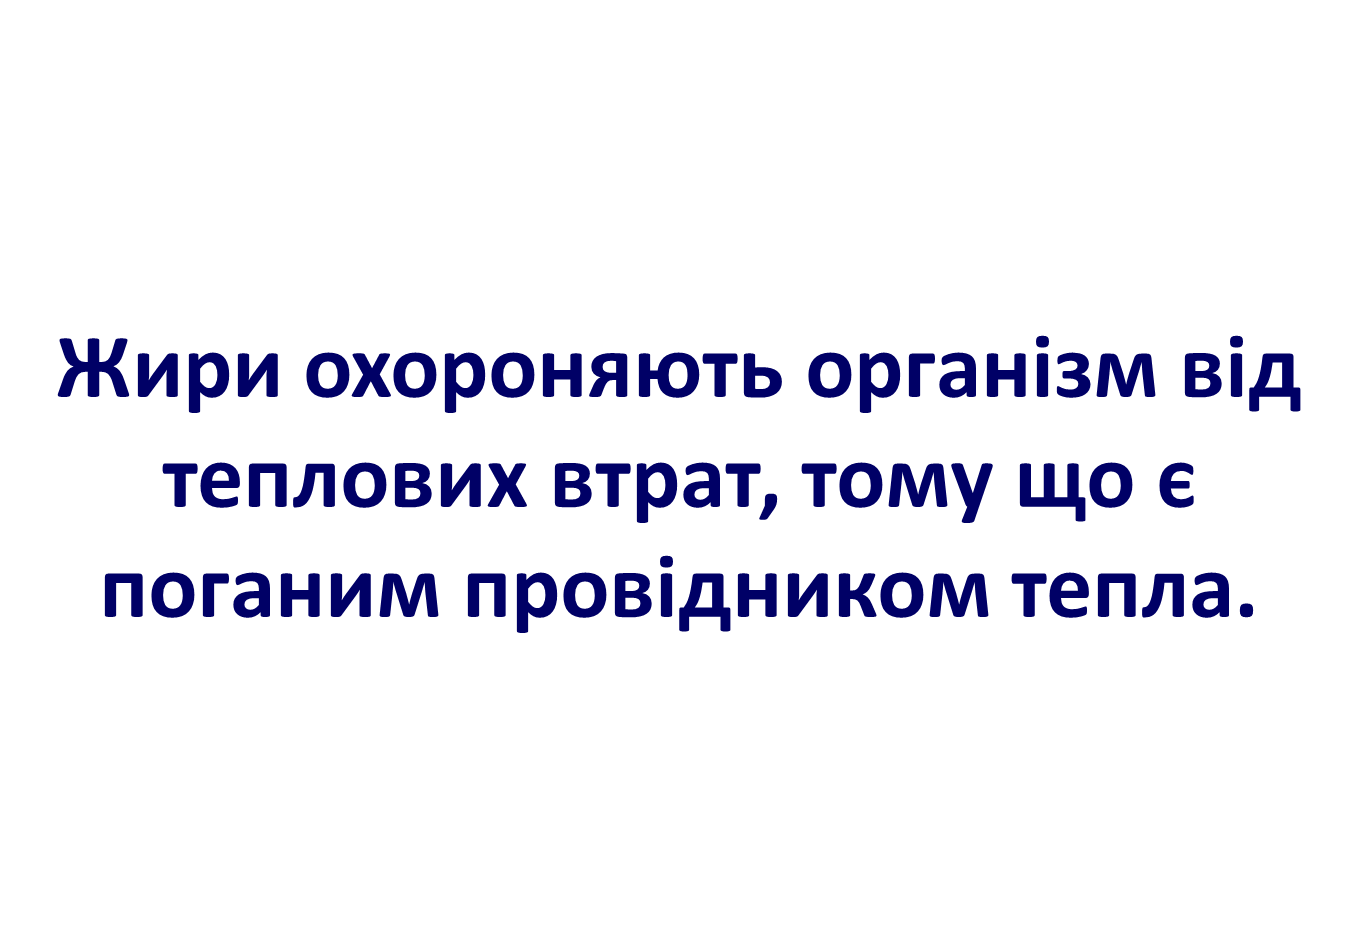 Жири охороняють організм від
теплових втрат, тому що є
поганим провідником тепла.